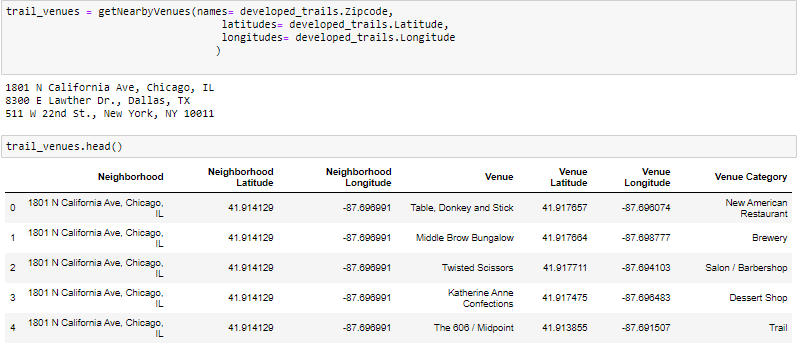 trail_venues = getNearbyVenues(names= developed_trails.Zipcode,
latitudes= developed_trails.Latitude,
longitudes= developed_trails.Longitude
)
1801 N California Ave, Chicago, IL
8300 E Lawther Dr., Dallas, TX
511 W 22nd St., New York, NY 10011
trail_venues.head()
Neighborhood Neighborhood Latitude Neighborhood Longitude Venue Venue Latitude Venue Longitude Venue Category
0 1801 N California Ave, Chicago, IL 41.914129 -87.696991 Table, Donkey and Stick 41.917657 -87.696074 New American Restaurant
1 1801 N California Ave, Chicago, IL 41.914129 -87.696991 Middle Brow Bungalow 41.917664 -87.698777 Brewery
2 1801 N California Ave, Chicago, IL 41.914129 -87.696991 Twisted Scissors 41.917711 -87.694103 Salon / Barbershop
3 1801 N California Ave, Chicago, IL 41.914129 -87.696991 Katherine Anne Confections 41.917475 -87.696483 Dessert Shop
4 1801 N California Ave, Chicago, IL 41.914129 -87.696991 The 606 / Midpoint 41.913855 -87.691507 Trail